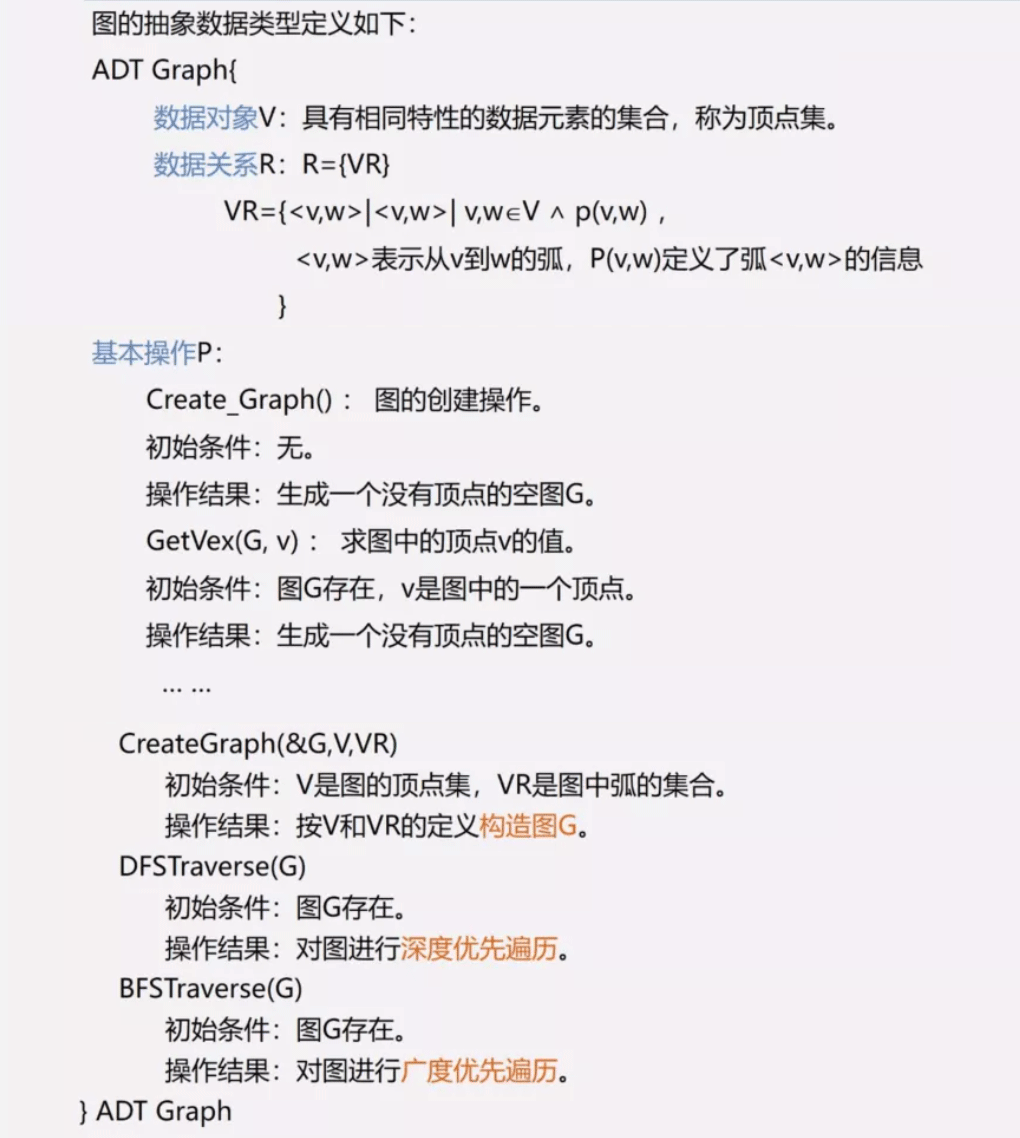 图的抽象数据类型定义如下：
ADT Graph{
数据对象V：具有相同特性的数据元素的集合，称为顶点集。
数据关系R：R={VR}
VR={<v,w>|<v,w>| v,w∈V ∧ p(v,w) ，
<v,w>表示从v到w的弧，P(v,w)定义了弧<v,w>的信息
}
基本操作P：
Create_Graph() ： 图的创建操作。
初始条件：无。
操作结果：生成一个没有顶点的空图G。
GetVex(G, v) ： 求图中的顶点v的值。
初始条件：图G存在，v是图中的一个顶点。
操作结果：生成一个没有顶点的空图G。
... ...
CreateGraph(&G,V,VR)
初始条件：V是图的顶点集，VR是图中弧的集合。
操作结果：按V和VR的定义构造图G。
DFSTraverse(G)
初始条件：图G存在。
操作结果：对图进行深度优先遍历。
BFSTraverse(G)
初始条件：图G存在。
操作结果：对图进行广度优先遍历。
} ADT Graph